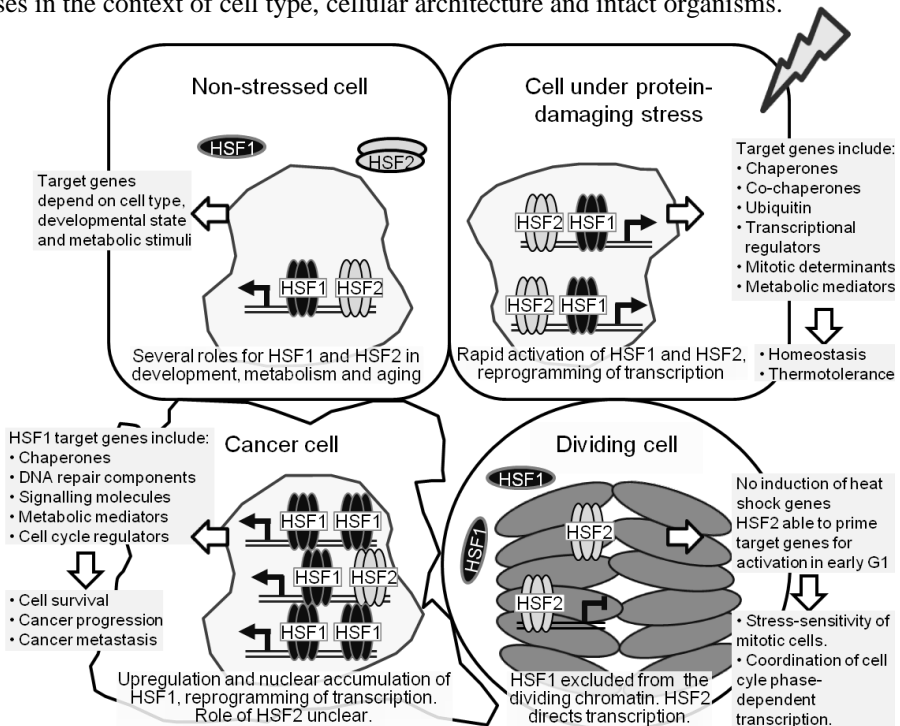 ses in the context of cell type, cellular architecture and intact organisms.
Non-stressed cell
HSF1
HSF2
Target genes
depend on cell type,
developmental state
and metabolic stimuli
HSF1
HSF2
Several roles for HSF1 and HSF2 in
development, metabolism and aging
Cell under protein-
damaging stress
HSF2
HSF1
HSF2
HSF1
Rapid activation of HSF1 and HSF2,
reprogramming of transcription
Target genes include:
• Chaperones
• Co-chaperones
• Ubiquitin
• Transcriptional
regulators
• Mitotic determinants
• Metabolic mediators
• Homeostasis
• Thermotolerance
Cancer cell
HSF1 target genes include:
• Chaperones
• DNA repair components
• Signalling molecules
• Metabolic mediators
• Cell cycle regulators
• Cell survival
• Cancer progression
• Cancer metastasis
HSF1
HSF1
HSF1
HSF2
HSF1
HSF1
Upregulation and nuclear accumulation of
HSF1, reprogramming of transcription.
Role of HSF2 unclear.
Dividing cell
HSF1
HSF1
HSF2
HSF2
HSF1 excluded from the
dividing chromatin. HSF2
directs transcription.
No induction of heat
shock genes
HSF2 able to prime
target genes for
activation in early G1
• Stress-sensitivity of
mitotic cells.
• Coordination of cell
cyle phase-
dependent
transcription.